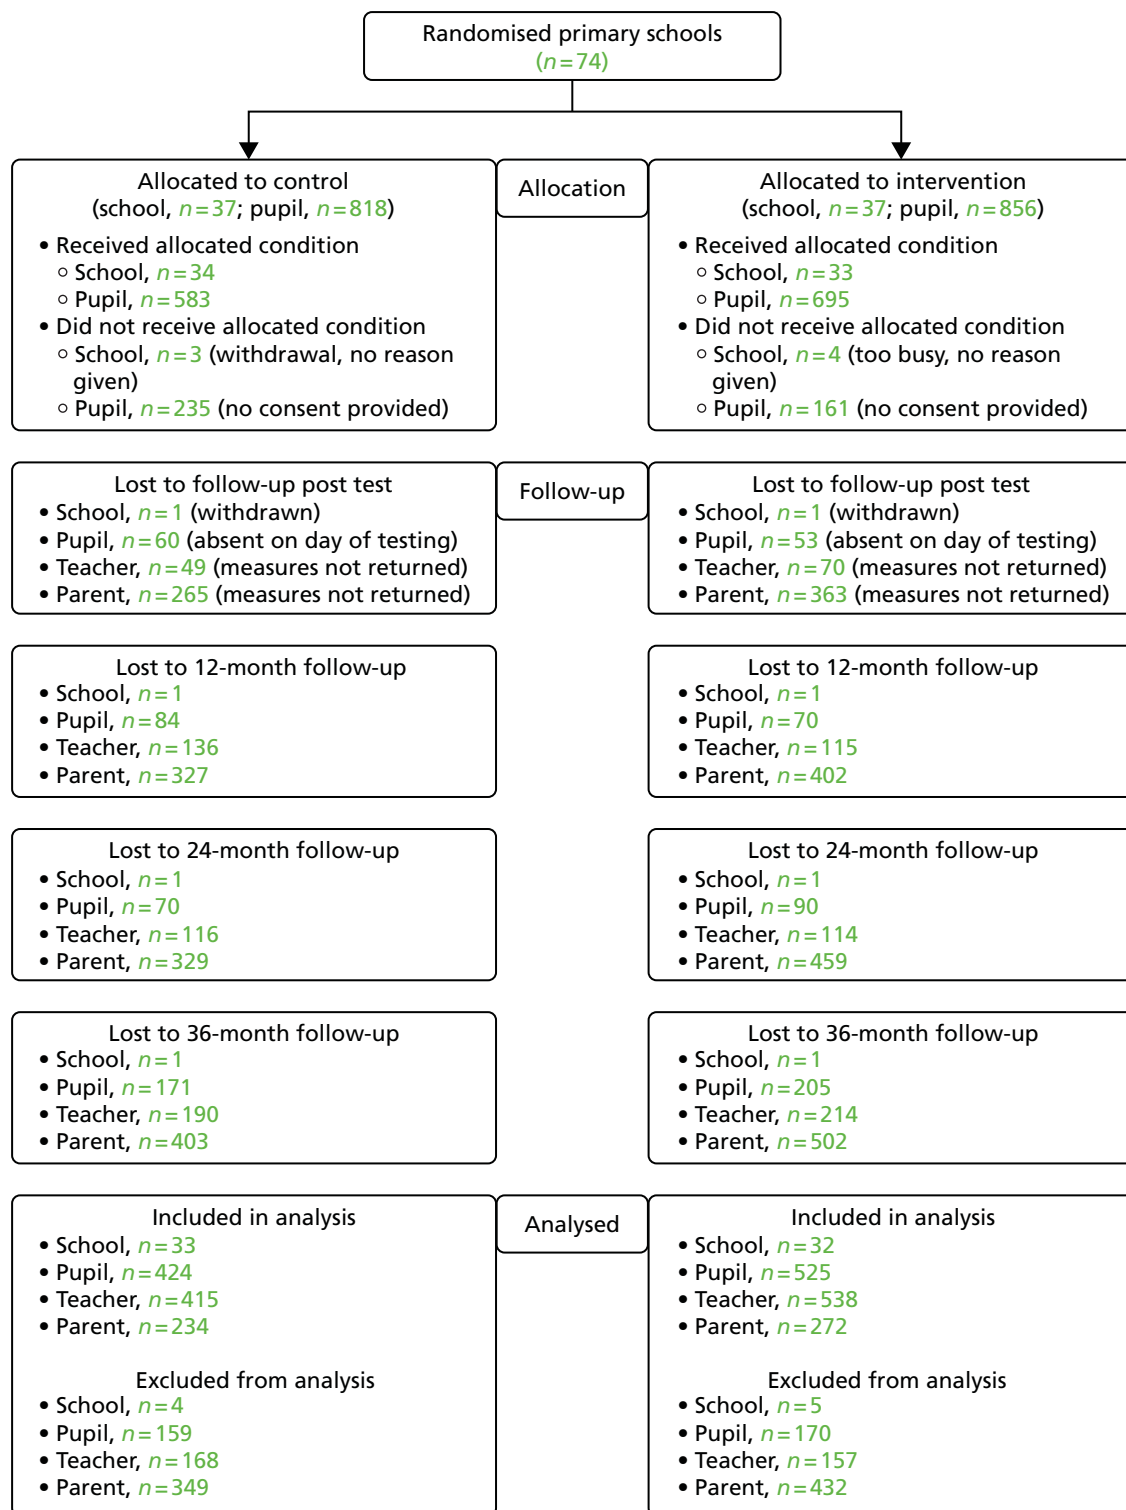 Randomised primary schools
(n=74)
Allocated to control
(school, n=37; pupil, n=818)
• Received allocated condition
○ School, n=34
○ Pupil, n=583
• Did not receive allocated condition
○ School, n=3 (withdrawal, no reason
given)
○ Pupil, n=235 (no consent provided)
Allocation
Allocated to intervention
(school, n=37; pupil, n=856)
• Received allocated condition
○ School, n=33
○ Pupil, n=695
• Did not receive allocated condition
○ School, n=4 (too busy, no reason
given)
○ Pupil, n=161 (no consent provided)
Lost to follow-up post test
• School, n=1 (withdrawn)
• Pupil, n=60 (absent on day of testing)
• Teacher, n=49 (measures not returned)
• Parent, n=265 (measures not returned)
Follow-up
Lost to follow-up post test
• School, n=1 (withdrawn)
• Pupil, n=53 (absent on day of testing)
• Teacher, n=70 (measures not returned)
• Parent, n=363 (measures not returned)
Lost to 12-month follow-up
• School, n=1
• Pupil, n=84
• Teacher, n=136
• Parent, n=327
Lost to 12-month follow-up
• School, n=1
• Pupil, n=70
• Teacher, n=115
• Parent, n=402
Lost to 24-month follow-up
• School, n=1
• Pupil, n=70
• Teacher, n=116
• Parent, n=329
Lost to 24-month follow-up
• School, n=1
• Pupil, n=90
• Teacher, n=114
• Parent, n=459
Lost to 36-month follow-up
• School, n=1
• Pupil, n=171
• Teacher, n=190
• Parent, n=403
Lost to 36-month follow-up
• School, n=1
• Pupil, n=205
• Teacher, n=214
• Parent, n=502
Included in analysis
• School, n=33
• Pupil, n=424
• Teacher, n=415
• Parent, n=234
Excluded from analysis
• School, n=4
• Pupil, n=159
• Teacher, n=168
• Parent, n=349
Analysed
Included in analysis
• School, n=32
• Pupil, n=525
• Teacher, n=538
• Parent, n=272
Excluded from analysis
• School, n=5
• Pupil, n=170
• Teacher, n=157
• Parent, n=432